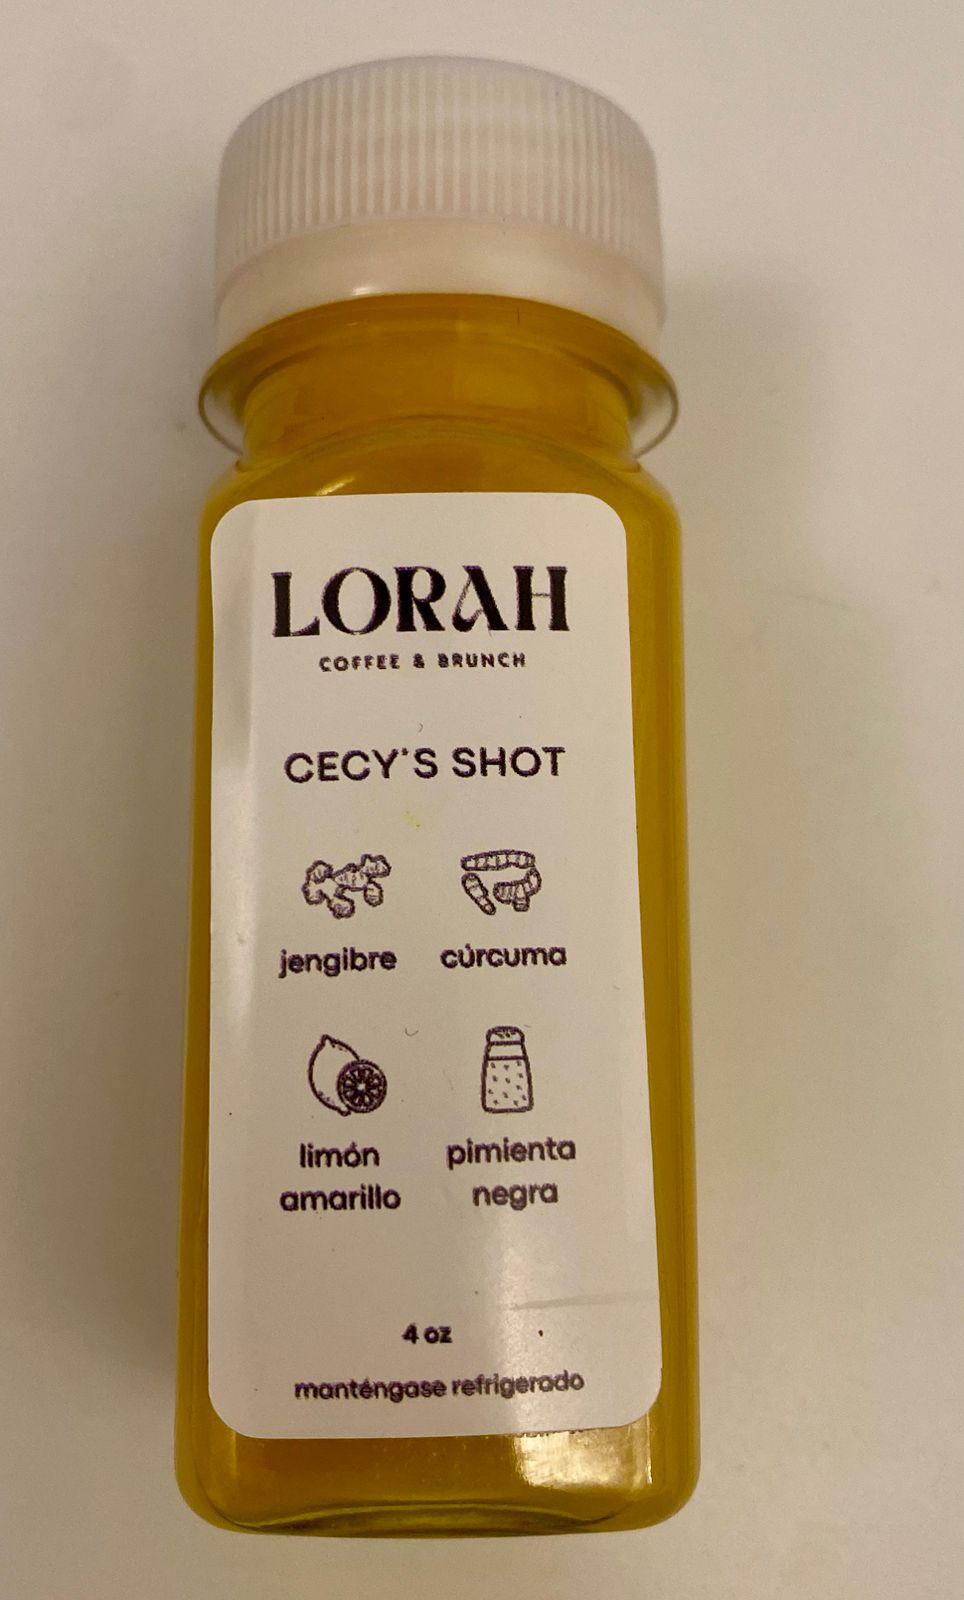 LORAH
COFFEE & BRUNCH
CECY'S SHOT
jengibre cúrcuma
limón pimienta
amarillo negra
4 oz
manténgase refrigerado